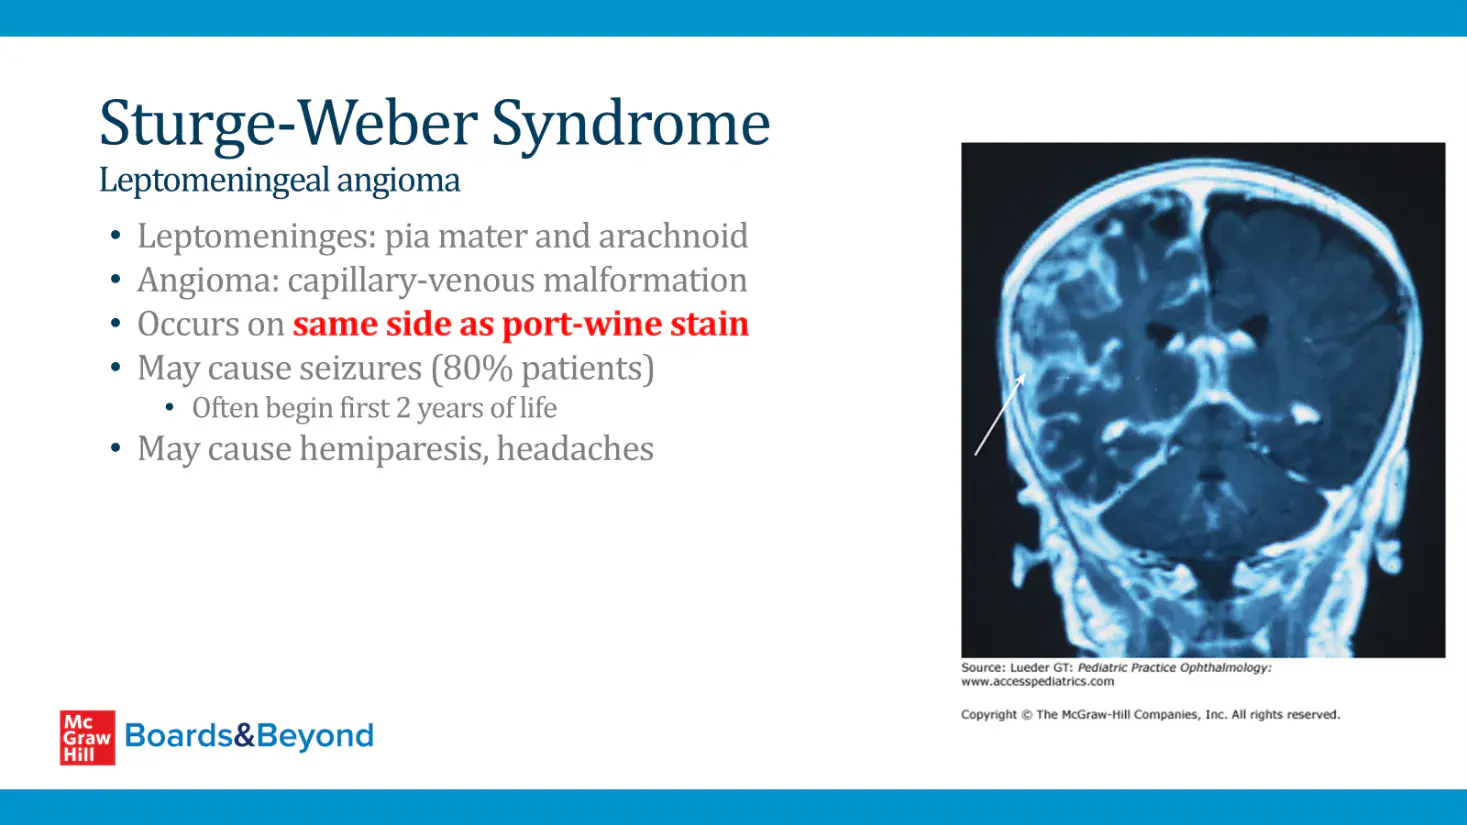 Sturge-Weber Syndrome
Leptomeningeal angioma
• Leptomeninges: pia mater and arachnoid
• Angioma: capillary-venous malformation
• Occurs on same side as port-wine stain
• May cause seizures (80% patients)
• Often begin first 2 years of life
• May cause hemiparesis, headaches
Source: Lueder GT: Pediatric Practice Ophthalmology:
www.accesspediatrics.com
Copyright © The McGraw-Hill Companies, Inc. All rights reserved.
Mc
Graw
Hill
Boards&Beyond